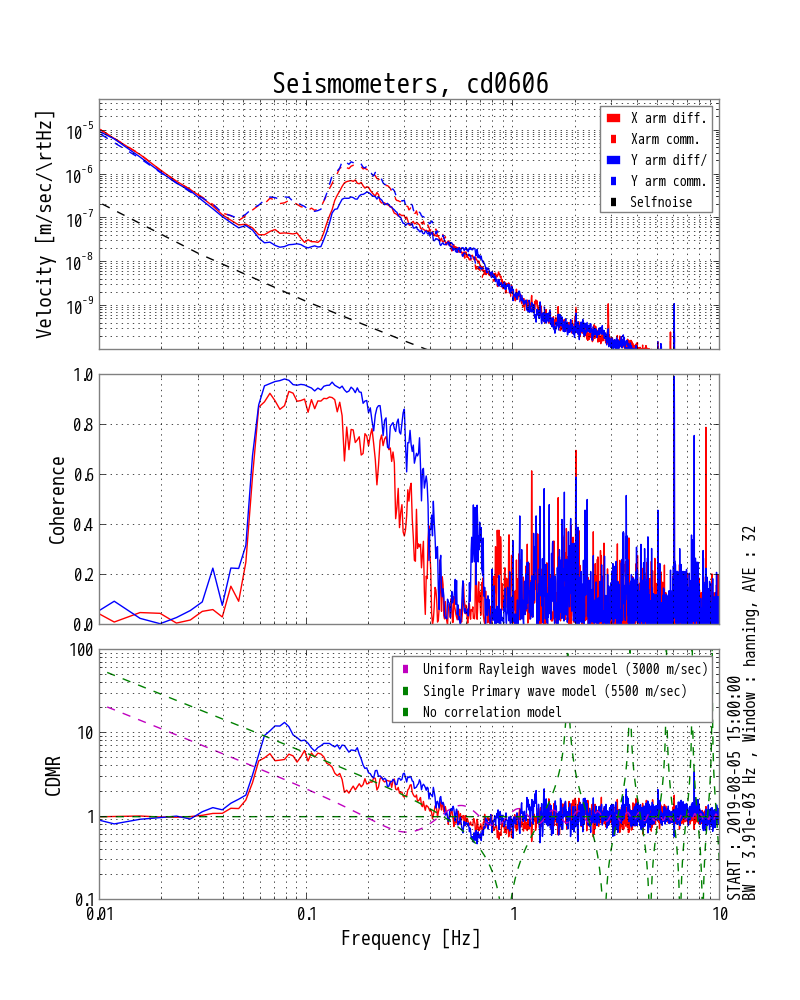 Seismometers, cd0606
Velocity [m/sec/\rtHz]
10^-5
10^-6
10^-7
10^-8
10^-9
X arm diff.
Xarm comm.
Y arm diff/
Y arm comm.
Selfnoise
Coherence
1.0
0.8
0.6
0.4
0.2
0.0
CDMR
100
10
1
0.1
Uniform Rayleigh waves model (3000 m/sec)
Single Primary wave model (5500 m/sec)
No correlation model
0.01
0.1
1
10
Frequency [Hz]
START : 2019-08-05 15:00:00
BW : 3.91e-03 Hz , Window : hanning, AVE : 32